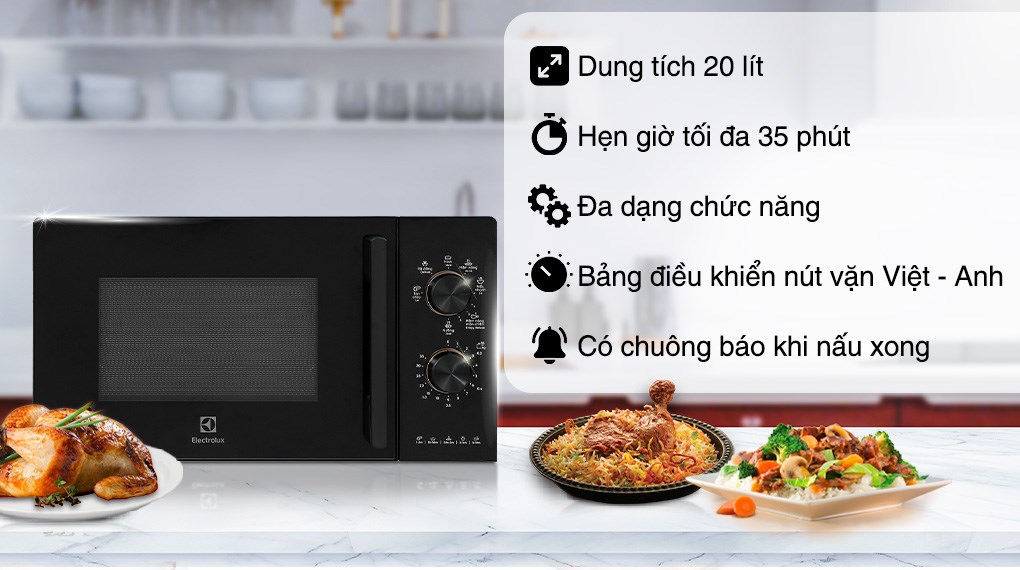 Dung tích 20 lít
Hẹn giờ tối đa 35 phút
Đa dạng chức năng
Bảng điều khiển nút vặn Việt - Anh
Có chuông báo khi nấu xong
Electrolux